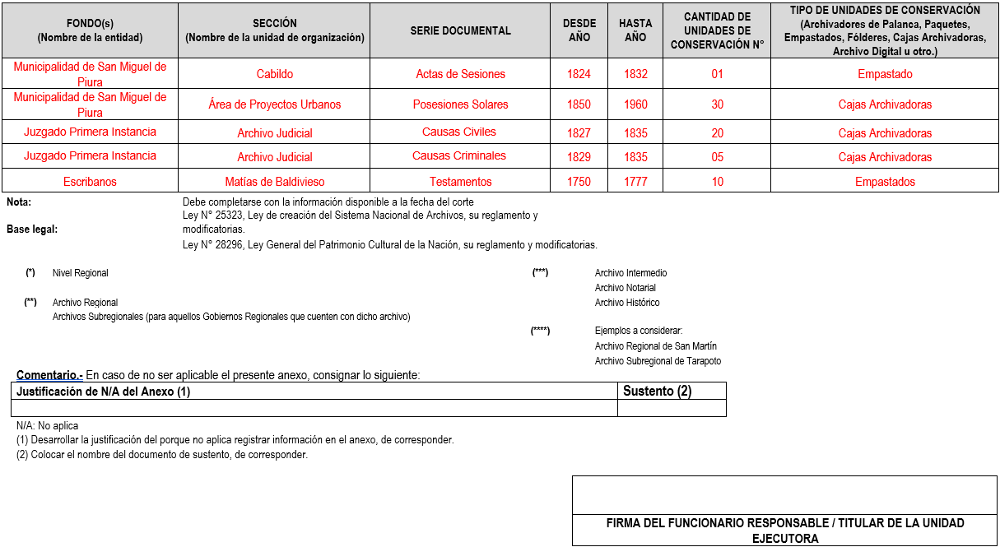 FONDO(s)
(Nombre de la entidad)
SECCIÓN
(Nombre de la unidad de organización)
SERIE DOCUMENTAL
DESDE
AÑO
HASTA
AÑO
CANTIDAD DE
UNIDADES DE
CONSERVACIÓN N°
TIPO DE UNIDADES DE CONSERVACIÓN
(Archivadores de Palanca, Paquetes,
Empastados, Fólderes, Cajas Archivadoras,
Archivo Digital u otro.)
Municipalidad de San Miguel de
Piura
Cabildo
Actas de Sesiones
1824
1832
01
Empastado
Municipalidad de San Miguel de
Piura
Área de Proyectos Urbanos
Posesiones Solares
1850
1960
30
Cajas Archivadoras
Juzgado Primera Instancia
Archivo Judicial
Causas Civiles
1827
1835
20
Cajas Archivadoras
Juzgado Primera Instancia
Archivo Judicial
Causas Criminales
1829
1835
05
Cajas Archivadoras
Escribanos
Matías de Baldivieso
Testamentos
1750
1777
10
Empastados
Nota:
Debe completarse con la información disponible a la fecha del corte
Base legal:
Ley N° 25323, Ley de creación del Sistema Nacional de Archivos, su reglamento y
modificatorias.
Ley N° 28296, Ley General del Patrimonio Cultural de la Nación, su reglamento y modificatorias.
(*) Nivel Regional
(**) Archivo Regional
Archivos Subregionales (para aquellos Gobiernos Regionales que cuenten con dicho archivo)
(***) Archivo Intermedio
Archivo Notarial
Archivo Histórico
(****) Ejemplos a considerar:
Archivo Regional de San Martín
Archivo Subregional de Tarapoto
Comentario.- En caso de no ser aplicable el presente anexo, consignar lo siguiente:
Justificación de N/A del Anexo (1)
Sustento (2)
N/A: No aplica
(1) Desarrollar la justificación del porque no aplica registrar información en el anexo, de corresponder.
(2) Colocar el nombre del documento de sustento, de corresponder.
FIRMA DEL FUNCIONARIO RESPONSABLE / TITULAR DE LA UNIDAD
EJECUTORA